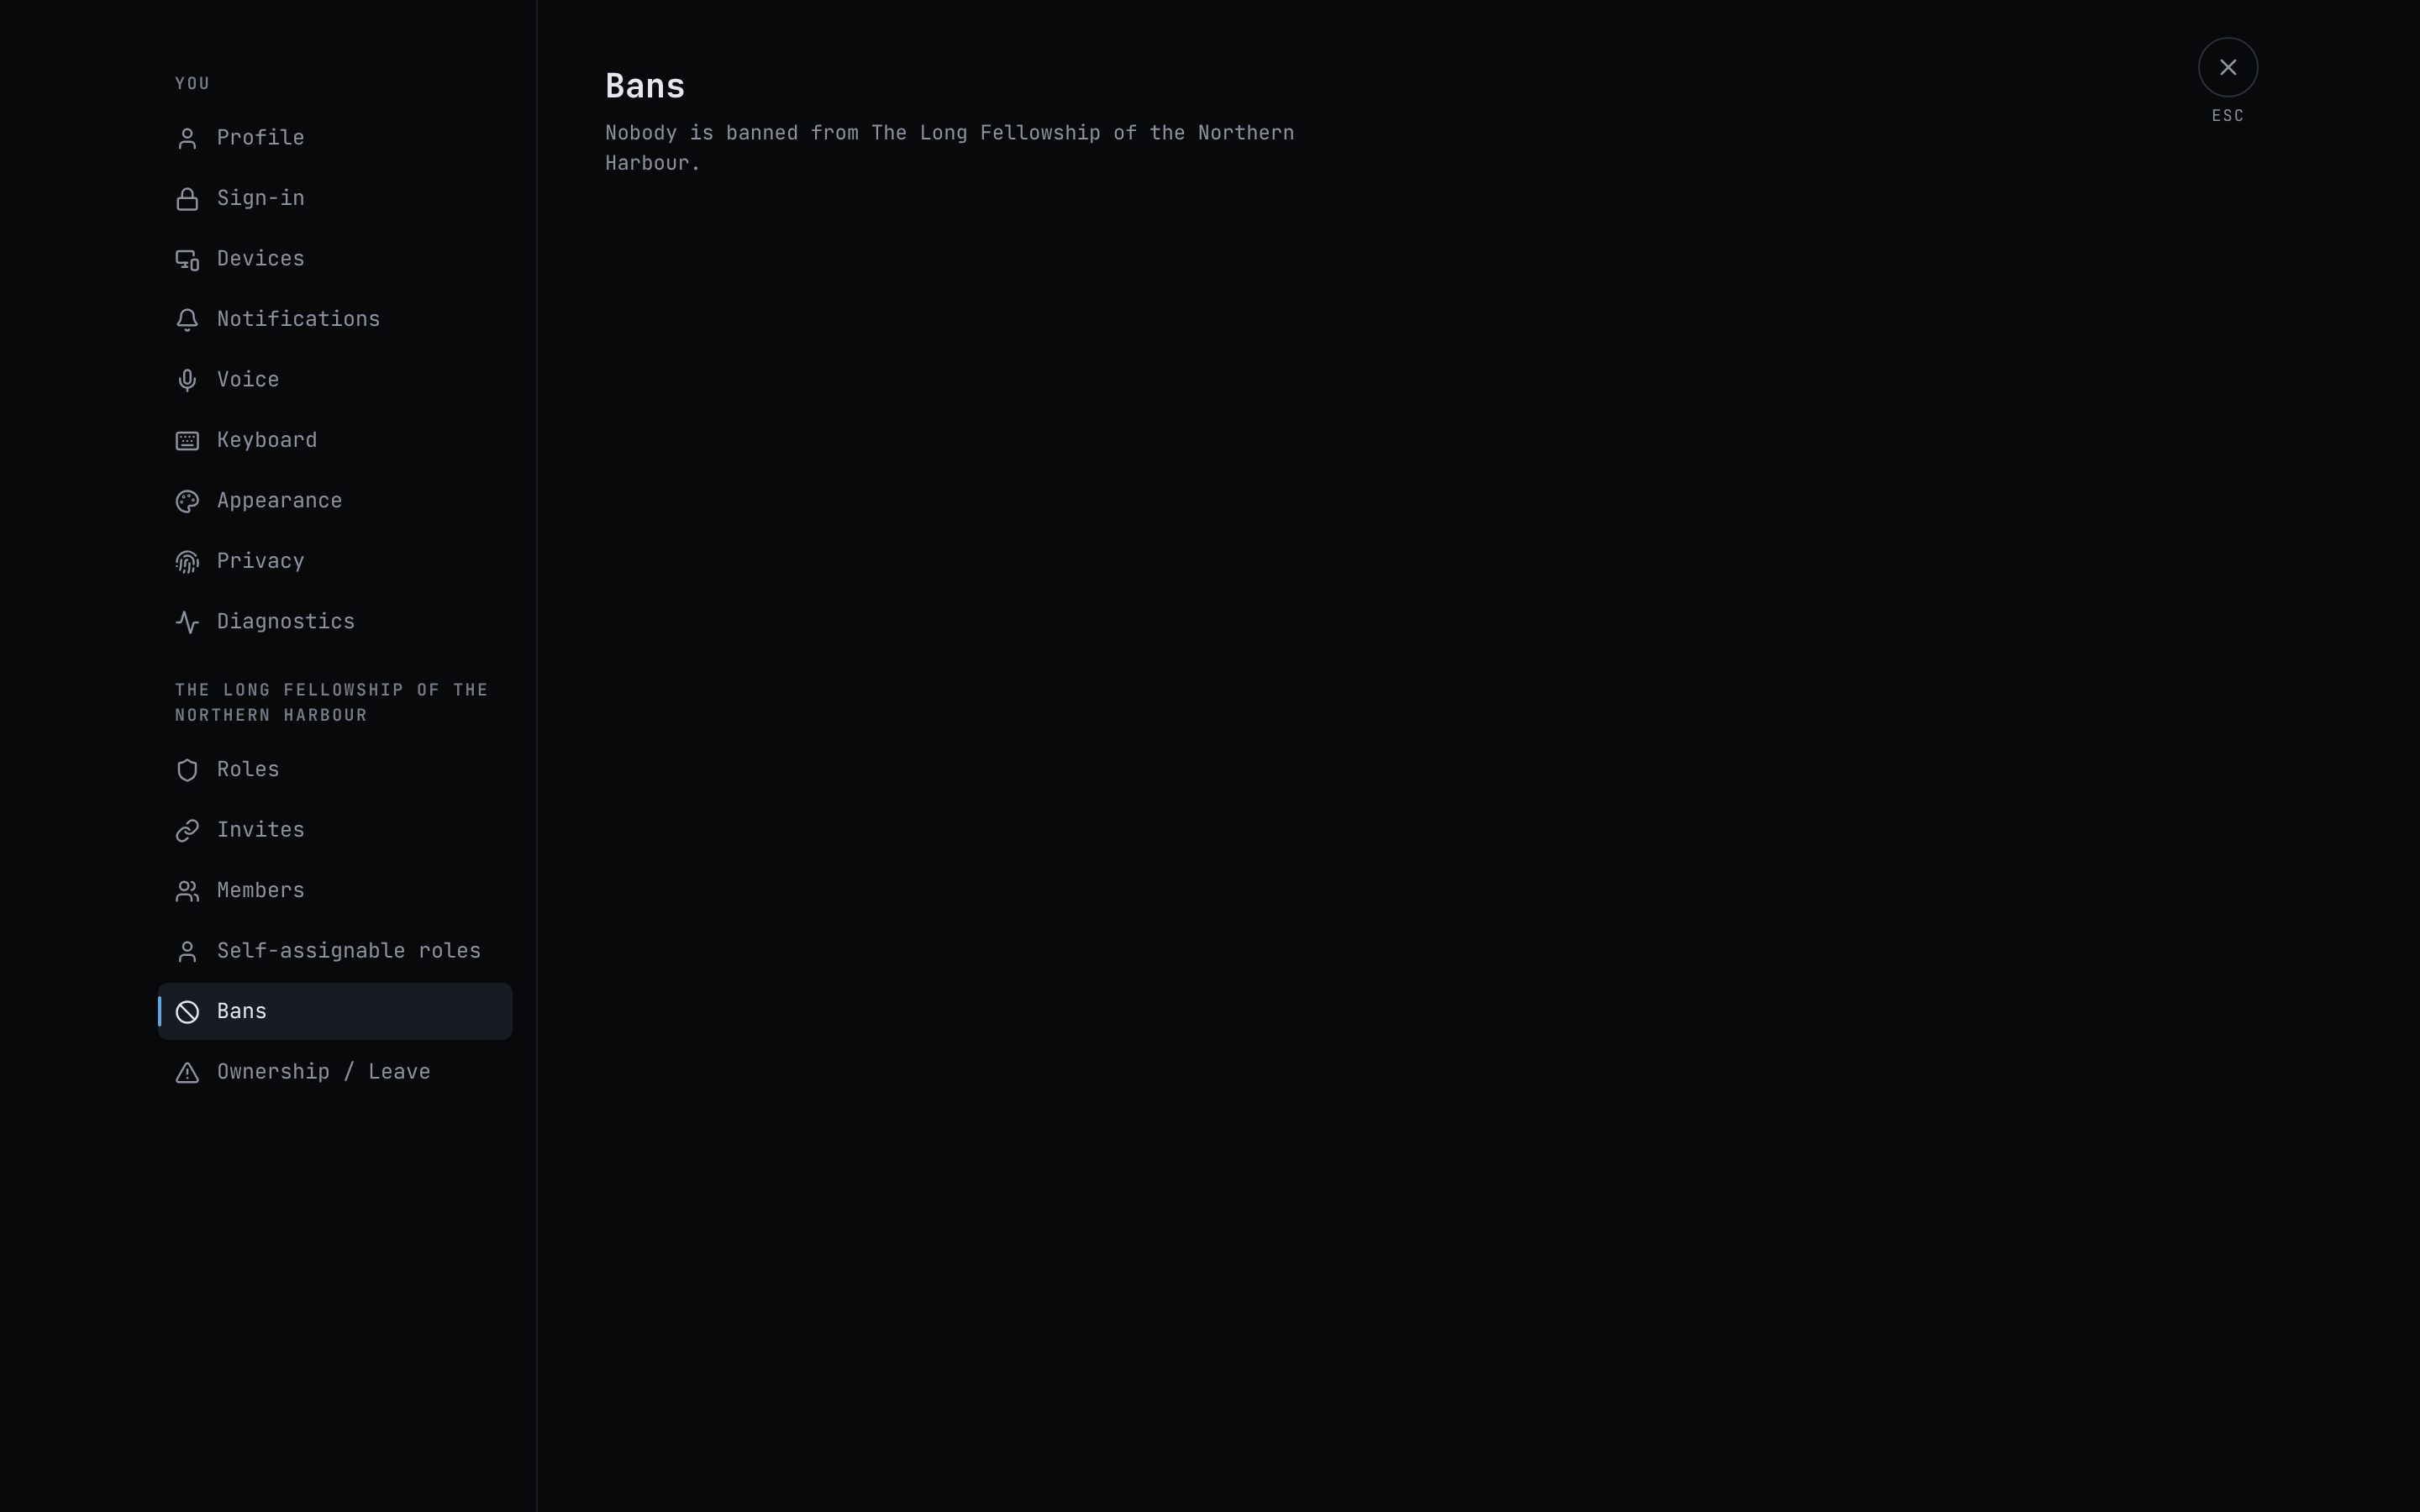 YOU
Profile
Sign-in
Devices
Notifications
Voice
Keyboard
Appearance
Privacy
Diagnostics
THE LONG FELLOWSHIP OF THE
NORTHERN HARBOUR
Roles
Invites
Members
Self-assignable roles
Bans
Ownership / Leave
Bans
Nobody is banned from The Long Fellowship of the Northern
Harbour.
ESC